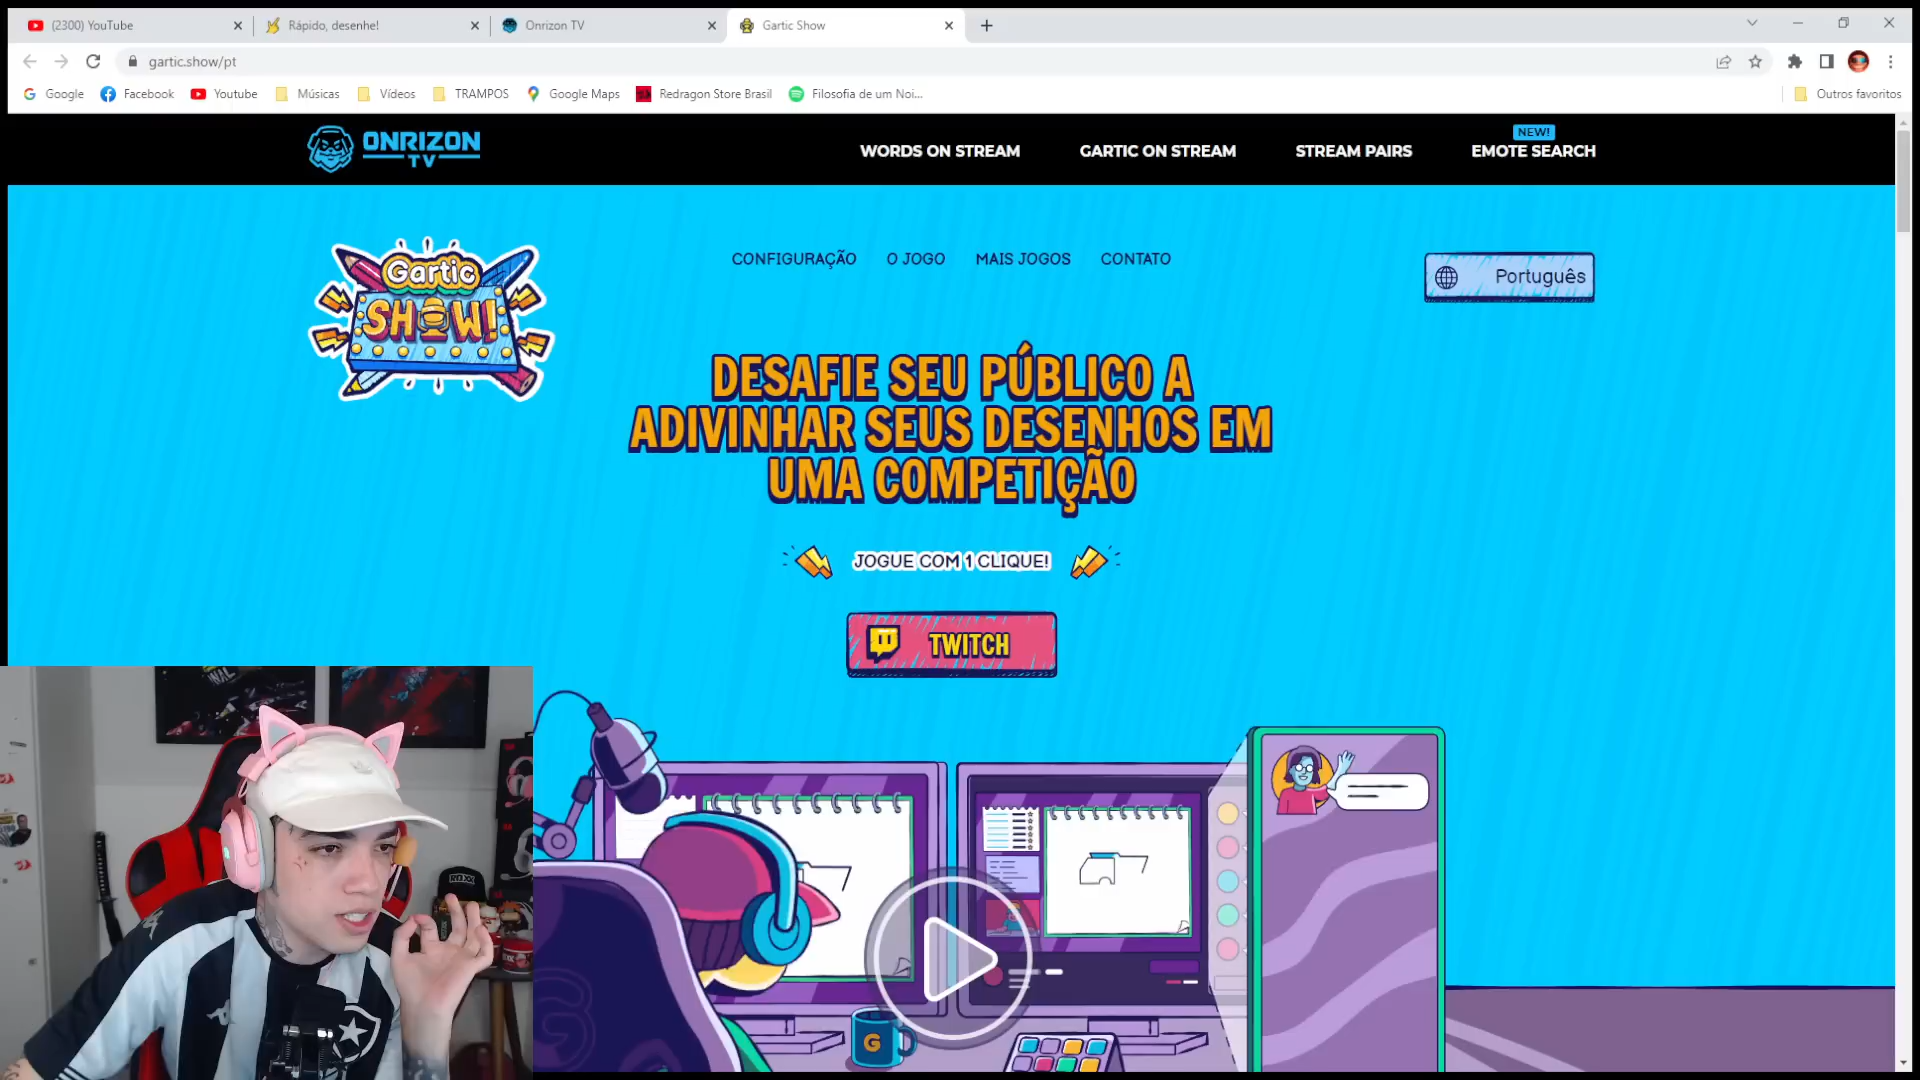 (2300) YouTube
Rápido, desenhe!
Onrizon TV
Gartic Show
gartic.show/pt
Google
Facebook
Youtube
Músicas
Vídeos
TRAMPOS
Google Maps
Redragon Store Brasil
Filosofia de um Noi...
Outros favoritos
ONRIZON
TV
WORDS ON STREAM
GARTIC ON STREAM
STREAM PAIRS
NEW!
EMOTE SEARCH
Gartic
SHOW!
CONFIGURAÇÃO
O JOGO
MAIS JOGOS
CONTATO
Português
DESAFIE SEU PÚBLICO A
ADIVINHAR SEUS DESENHOS EM
UMA COMPETIÇÃO
JOGUE COM 1 CLIQUE!
TWITCH
G